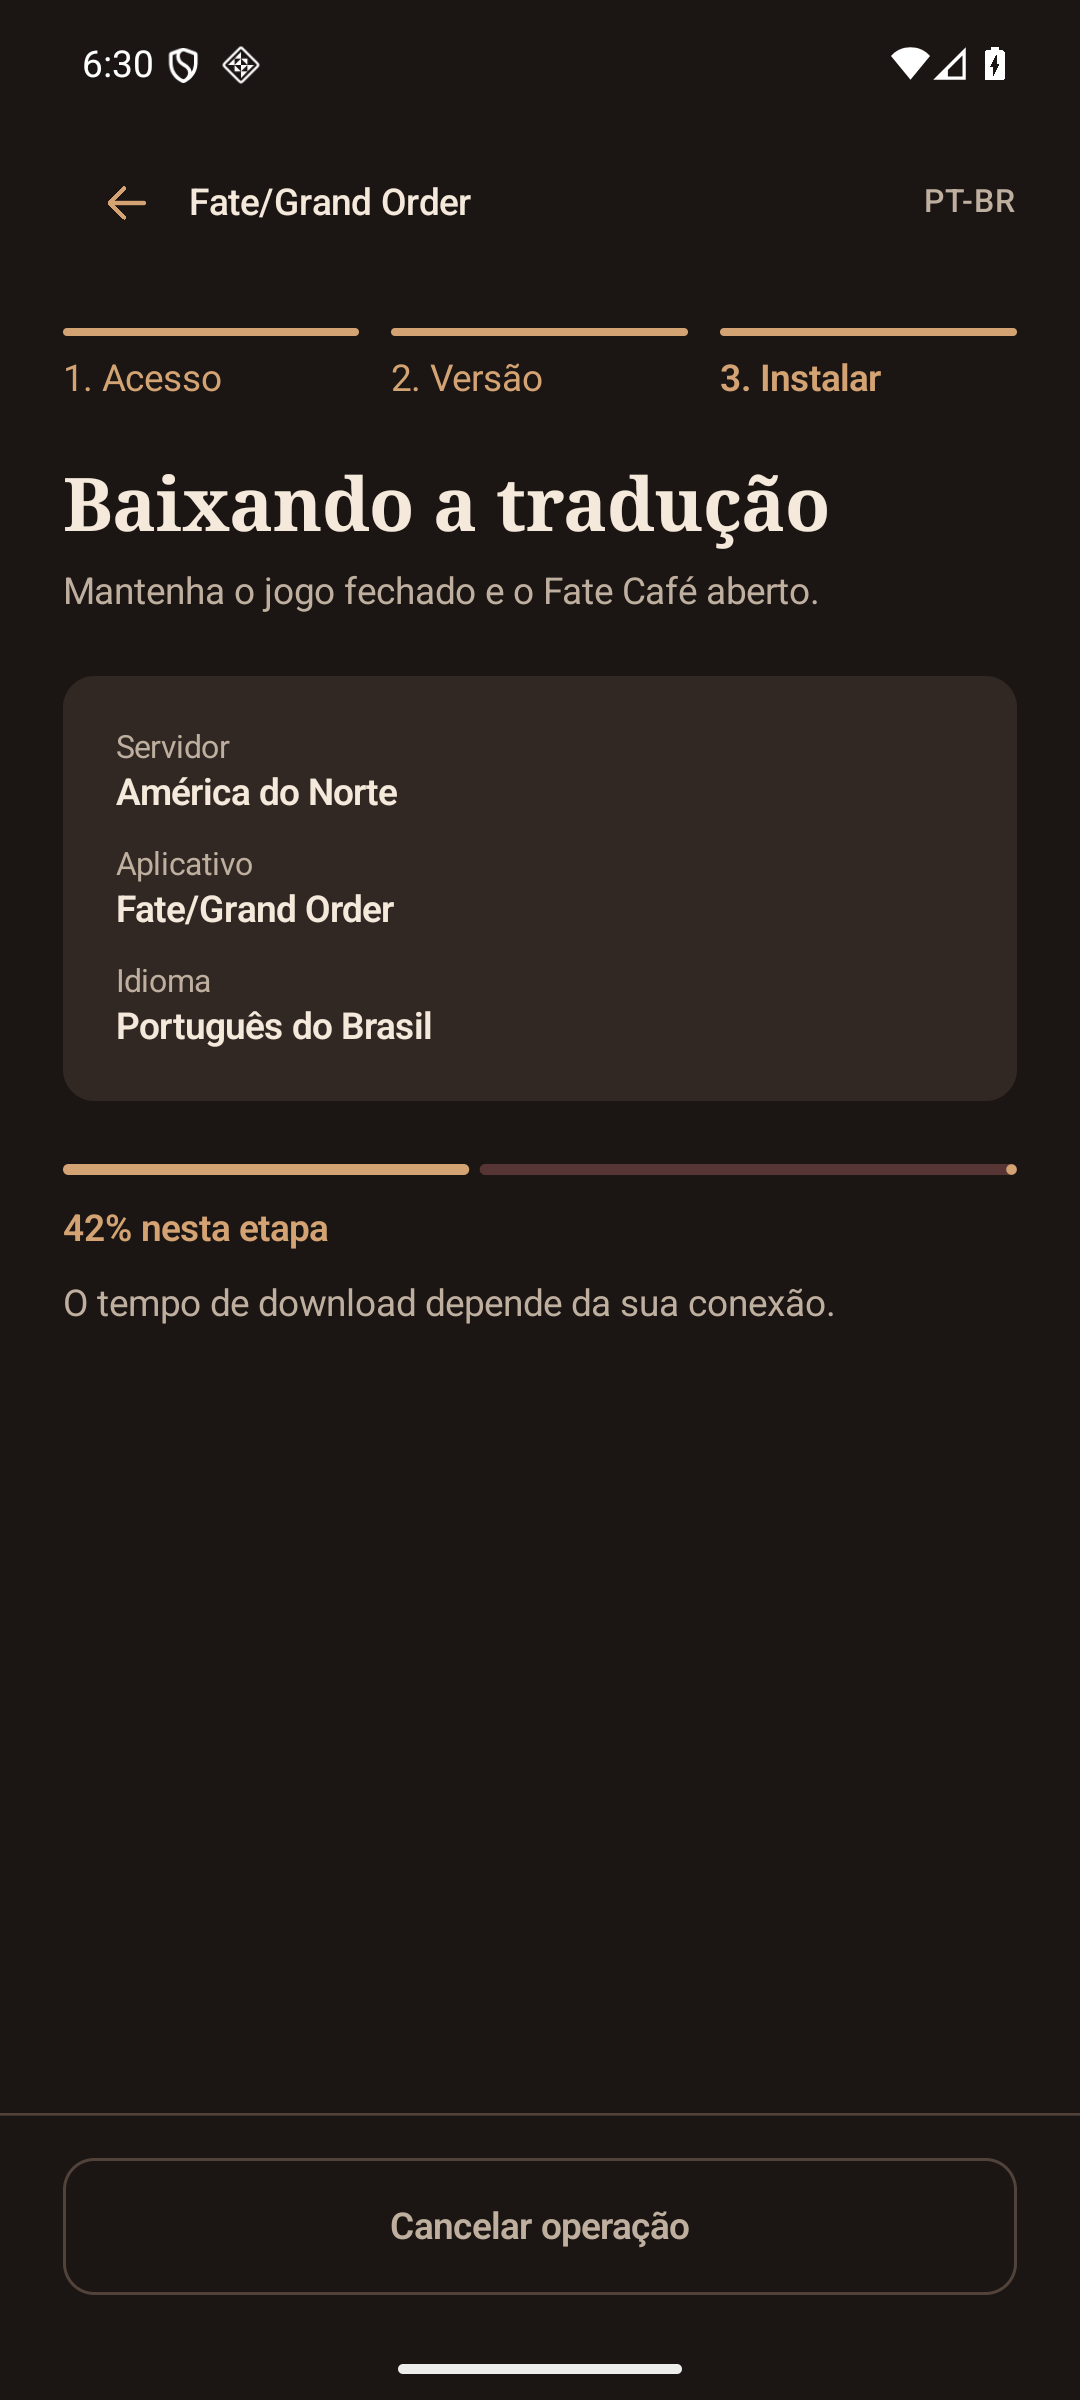 6:30
Fate/Grand Order
PT-BR
1. Acesso
2. Versão
3. Instalar
Baixando a tradução
Mantenha o jogo fechado e o Fate Café aberto.
Servidor
América do Norte
Aplicativo
Fate/Grand Order
Idioma
Português do Brasil
42% nesta etapa
O tempo de download depende da sua conexão.
Cancelar operação